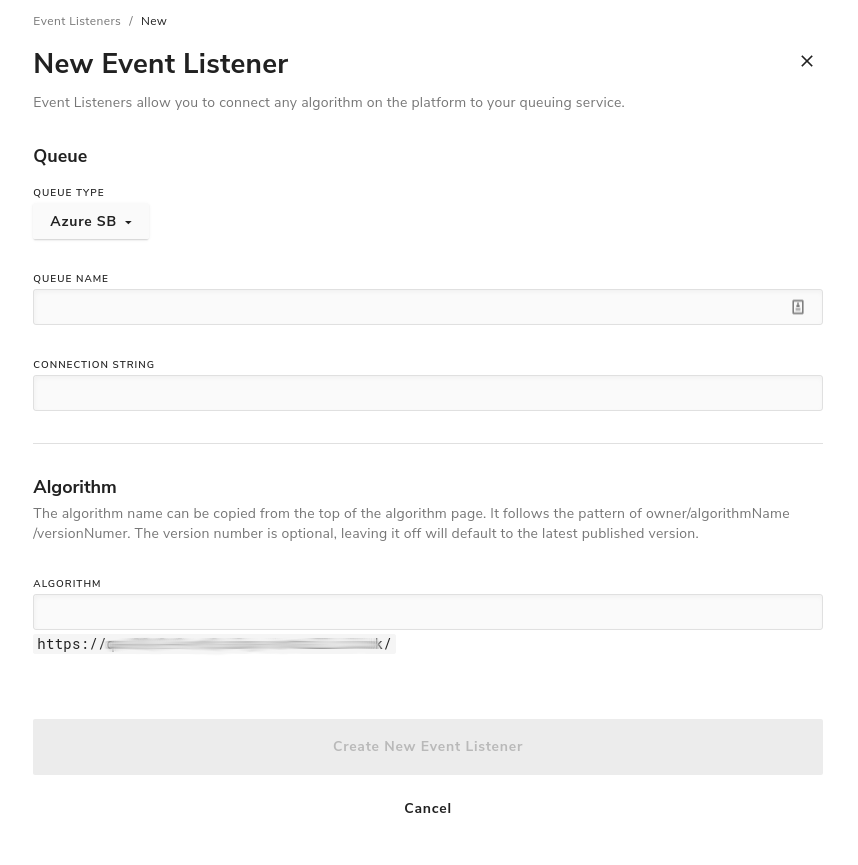 Event Listeners / New
New Event Listener
Event Listeners allow you to connect any algorithm on the platform to your queuing service.
Queue
QUEUE TYPE
Azure SB
QUEUE NAME
CONNECTION STRING
Algorithm
The algorithm name can be copied from the top of the algorithm page. It follows the pattern of owner/algorithmName
/versionNumer. The version number is optional, leaving it off will default to the latest published version.
ALGORITHM
https://
Create New Event Listener
Cancel